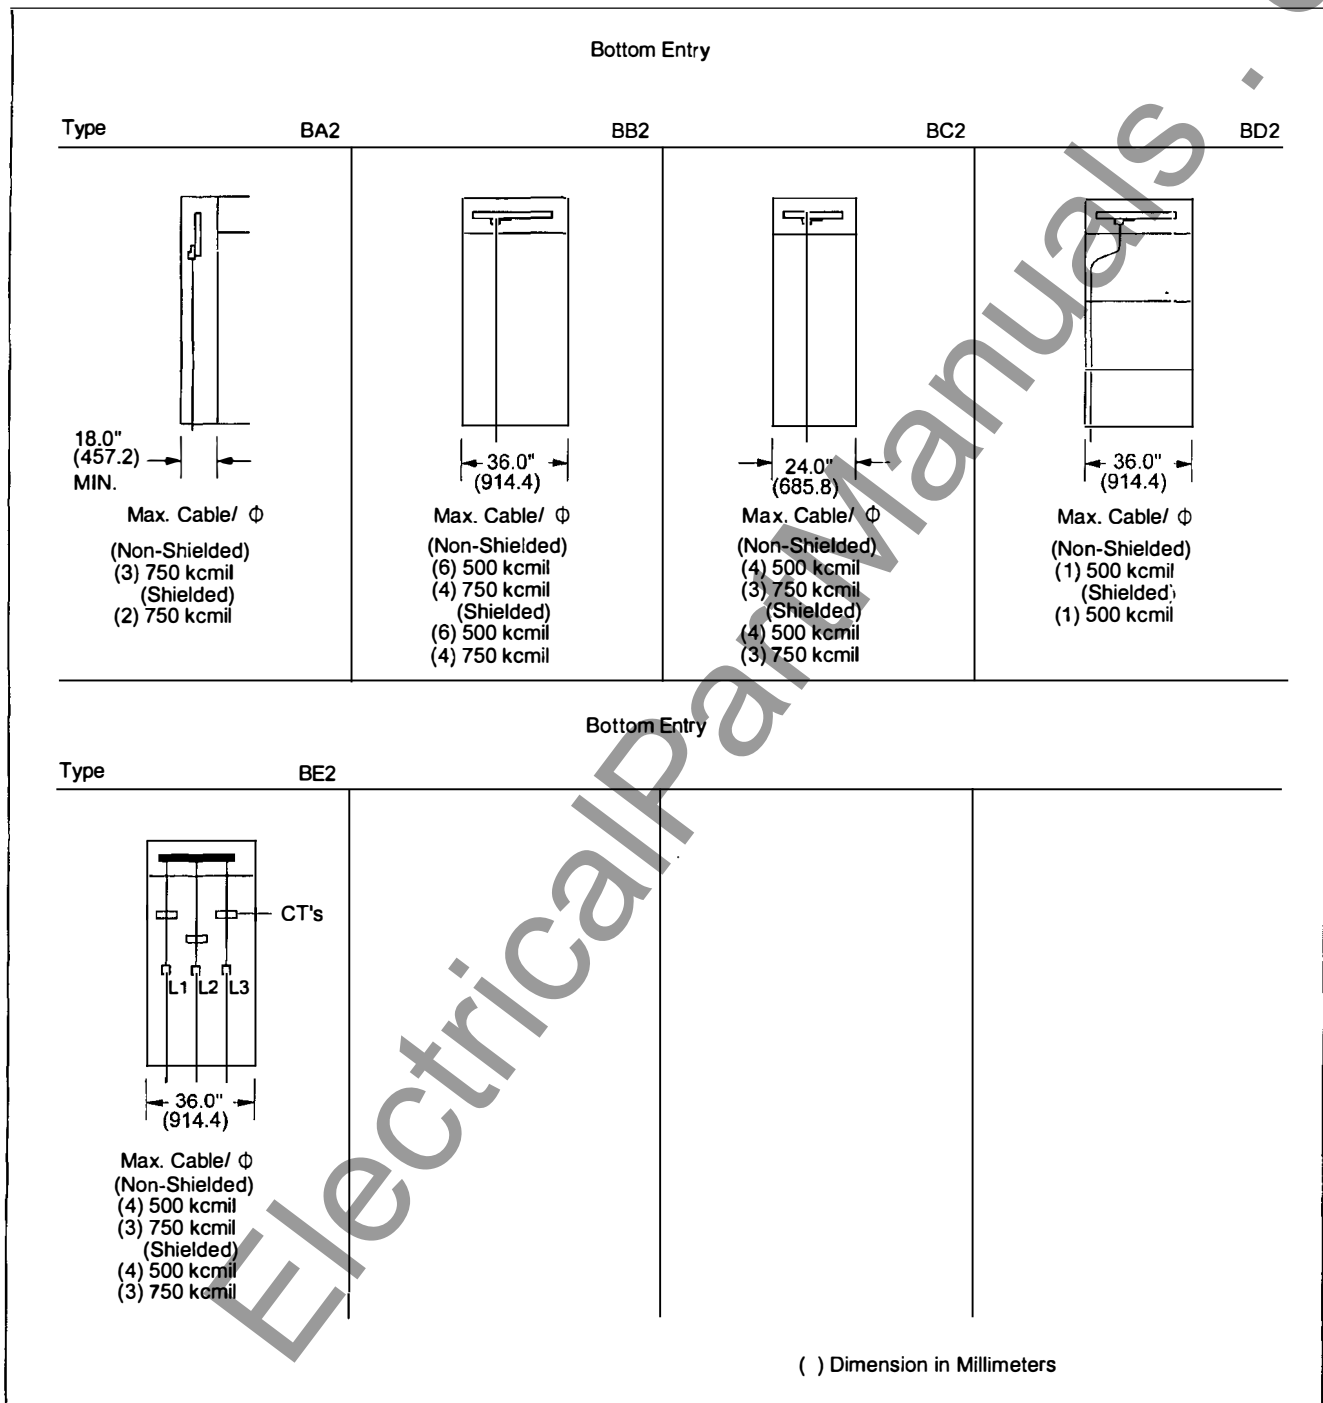 Bottom Entry
Type BA2 BB2 BC2 BD2
18.0"
(457.2)
MIN.
Max. Cable/ Φ
(Non-Shielded)
(3) 750 kcmil
(Shielded)
(2) 750 kcmil
36.0"
(914.4)
Max. Cable/ Φ
(Non-Shielded)
(6) 500 kcmil
(4) 750 kcmil
(Shielded)
(6) 500 kcmil
(4) 750 kcmil
24.0"
(685.8)
Max. Cable/ Φ
(Non-Shielded)
(4) 500 kcmil
(3) 750 kcmil
(Shielded)
(4) 500 kcmil
(3) 750 kcmil
36.0"
(914.4)
Max. Cable/ Φ
(Non-Shielded)
(1) 500 kcmil
(Shielded)
(1) 500 kcmil
Bottom Entry
Type BE2
CT's
L1 L2 L3
36.0"
(914.4)
Max. Cable/ Φ
(Non-Shielded)
(4) 500 kcmil
(3) 750 kcmil
(Shielded)
(4) 500 kcmil
(3) 750 kcmil
( ) Dimension in Millimeters
ElectricalPartManuals .